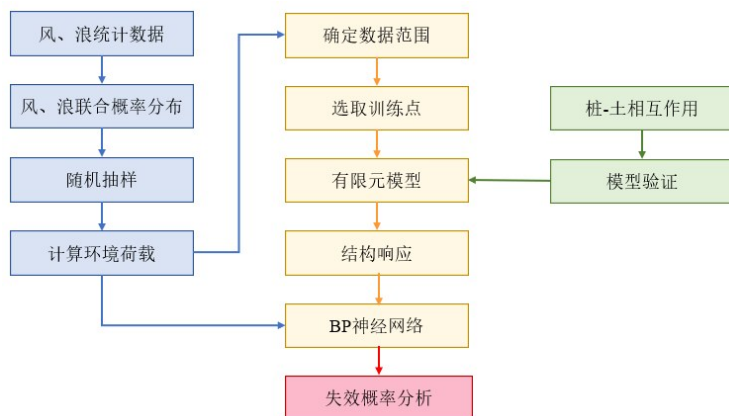 风、浪统计数据
风、浪联合概率分布
随机抽样
计算环境荷载
确定数据范围
选取训练点
有限元模型
结构响应
BP神经网络
失效概率分析
桩-土相互作用
模型验证